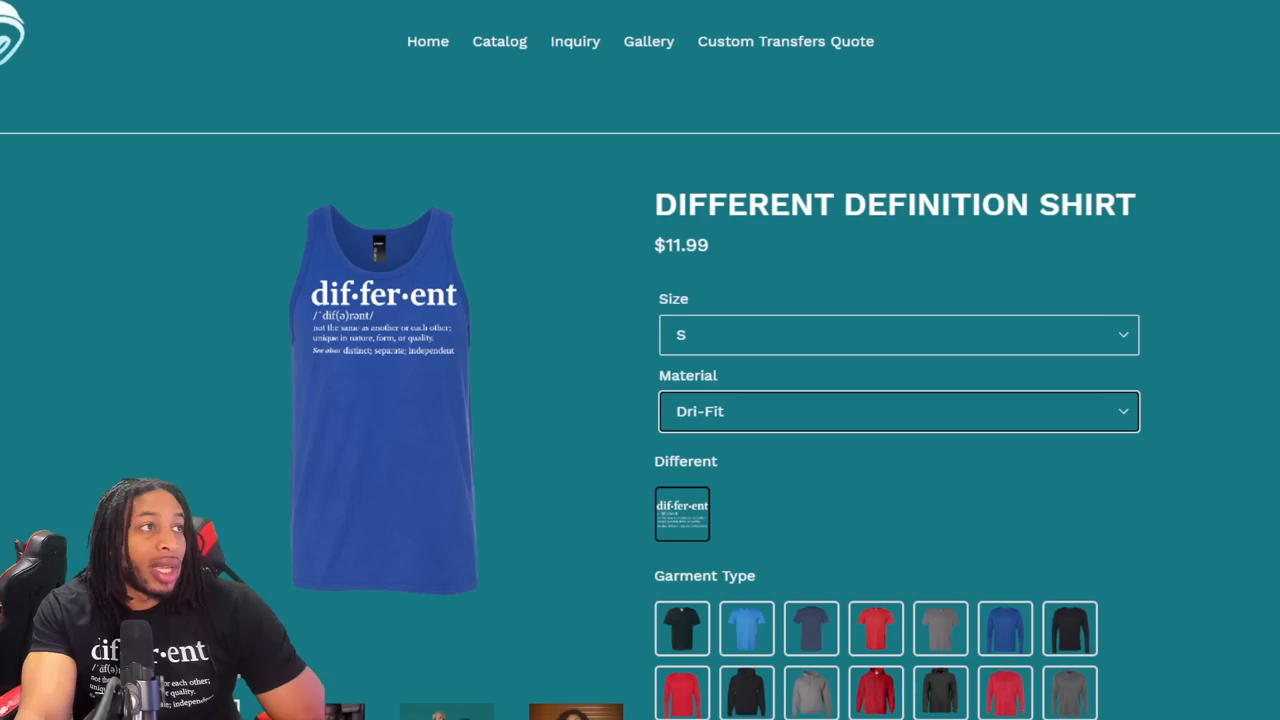 Home Catalog Inquiry Gallery Custom Transfers Quote
DIFFERENT DEFINITION SHIRT
$11.99
Size
S
Material
Dri-Fit
Different
dif·fer·ent
Garment Type
dif·fer·ent
/ˈdif(ə)rənt/
not the same as another or each other;
unique in nature, form, or quality.
See also: distinct; separate; independent